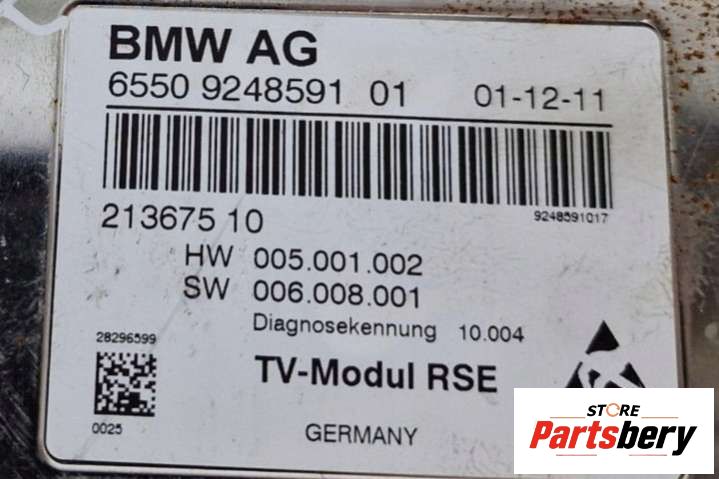 BMW AG
6550 9248591 01 01-12-11
213675 10
9248591017
HW 005.001.002
SW 006.008.001
Diagnosekennung 10.004
28296599
TV-Modul RSE
0025
GERMANY
STORE
Partsbery